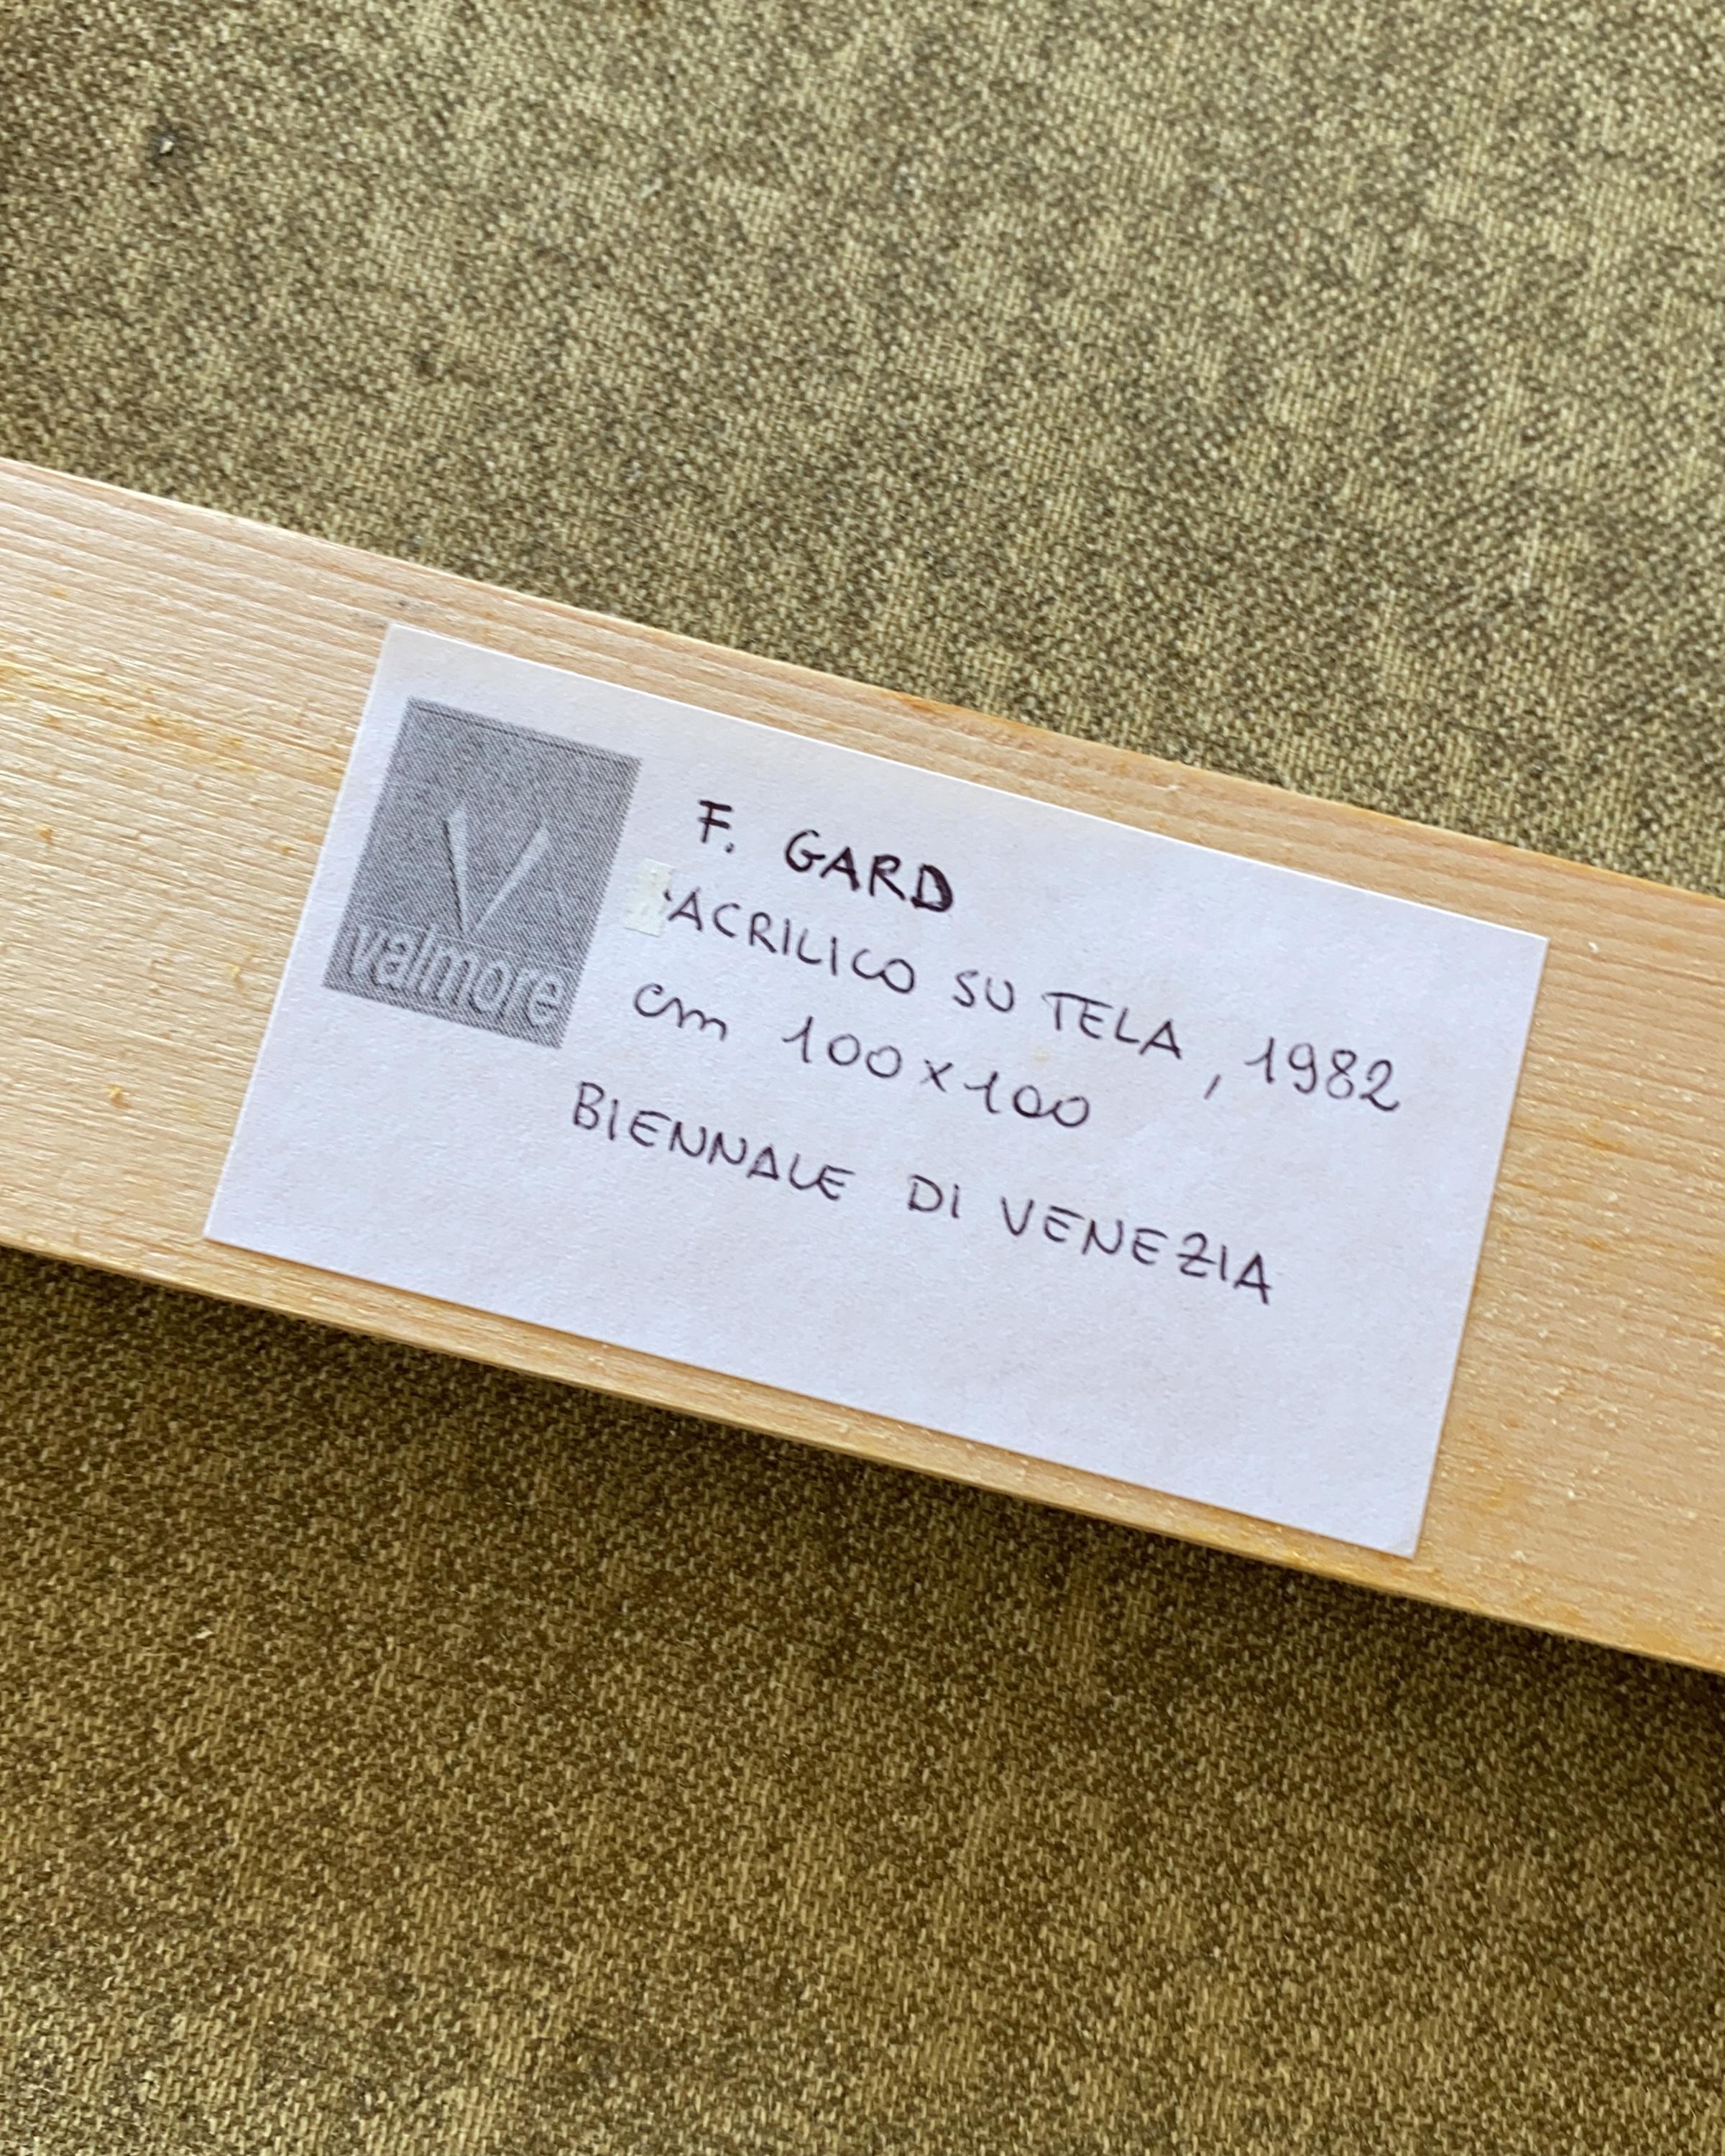 V
valmore
F. GARD
ACRILICO SU TELA, 1982
cm 100x100
BIENNALE DI VENEZIA